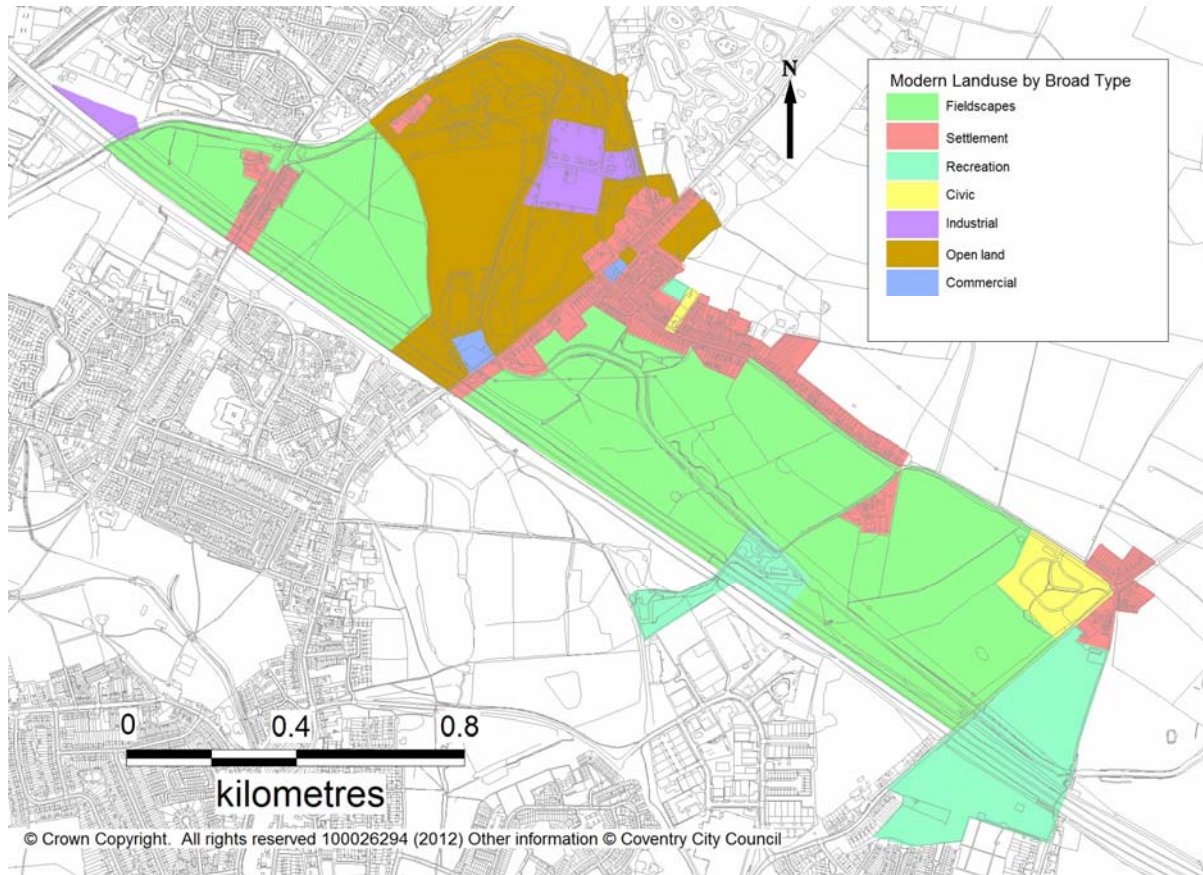 N
Modern Landuse by Broad Type
Fieldscapes
Settlement
Recreation
Civic
Industrial
Open land
Commercial
0 0.4 0.8
kilometres
© Crown Copyright. All rights reserved 100026294 (2012) Other information © Coventry City Council